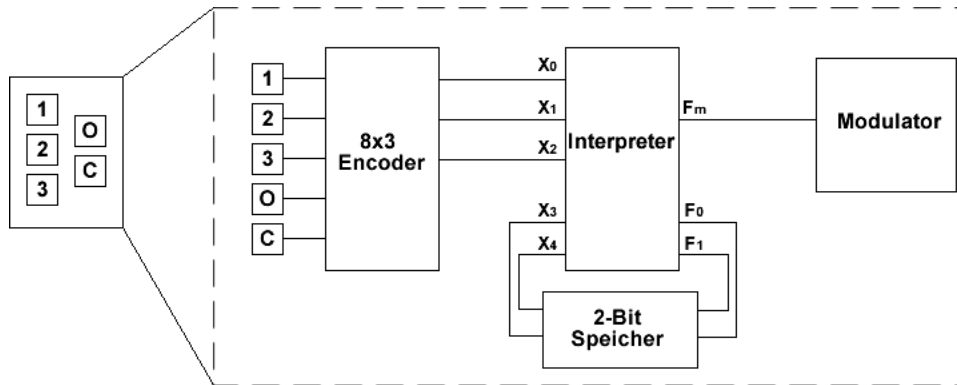 1
2
3
O
C
1
2
3
O
C
8x3
Encoder
X0
X1
X2
X3
X4
Interpreter
Fm
F0
F1
Modulator
2-Bit
Speicher